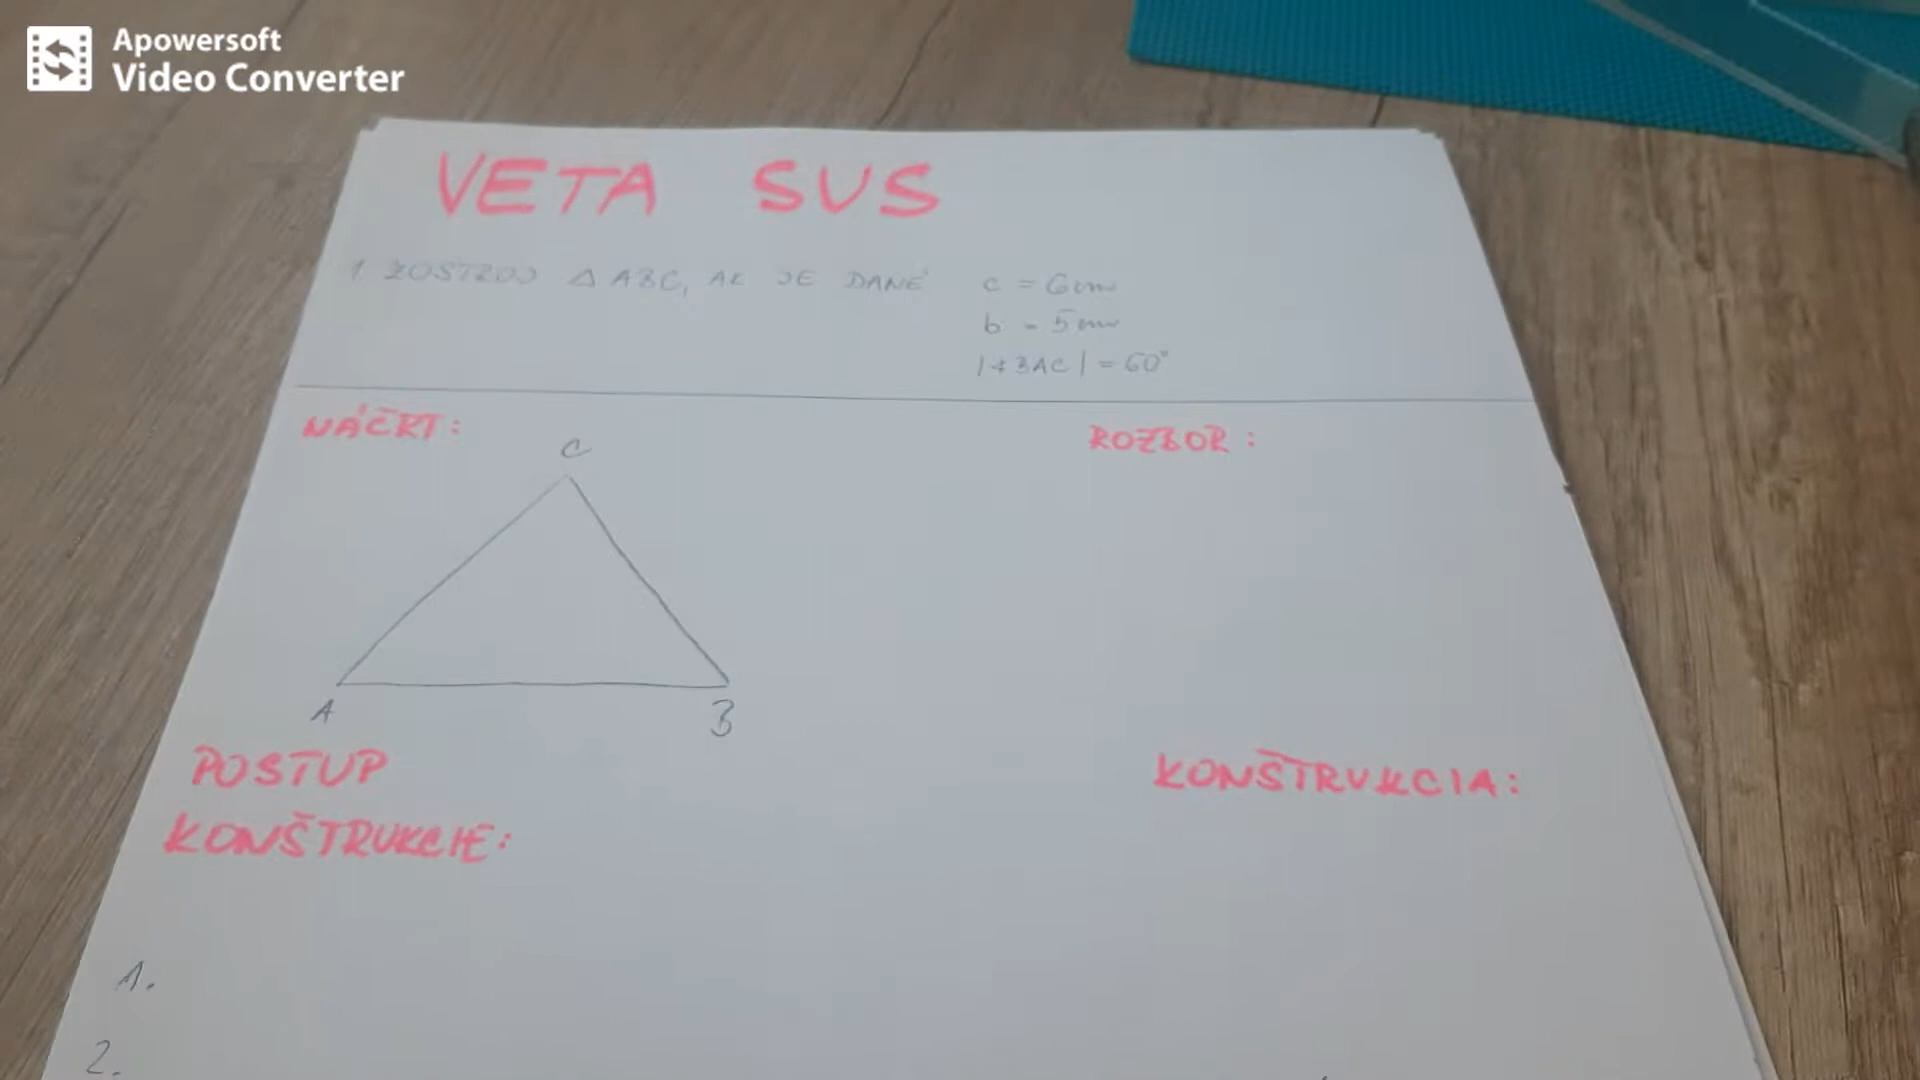 Apowersoft
Video Converter
VETA SUS
1. ZOSTROJ △ ABC, AK JE DANÉ c = 6cm
b = 5cm
|∢BAC| = 60°
NÁČRT:
ROZBOR:
C
A
B
POSTUP
KONŠTRUKCIE:
KONŠTRUKCIA:
1.
2.